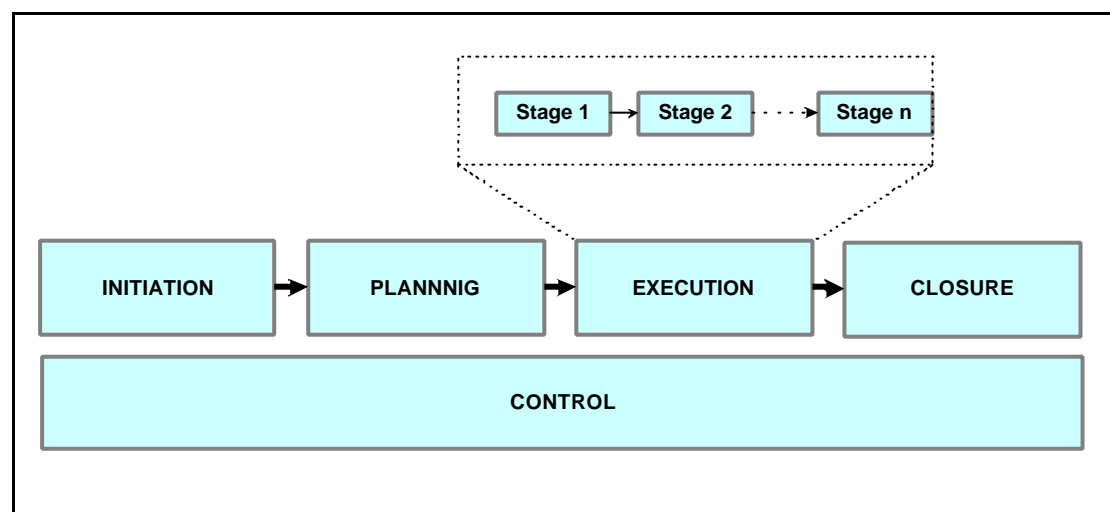 Stage 1
Stage 2
Stage n
INITIATION
PLANNNIG
EXECUTION
CLOSURE
CONTROL